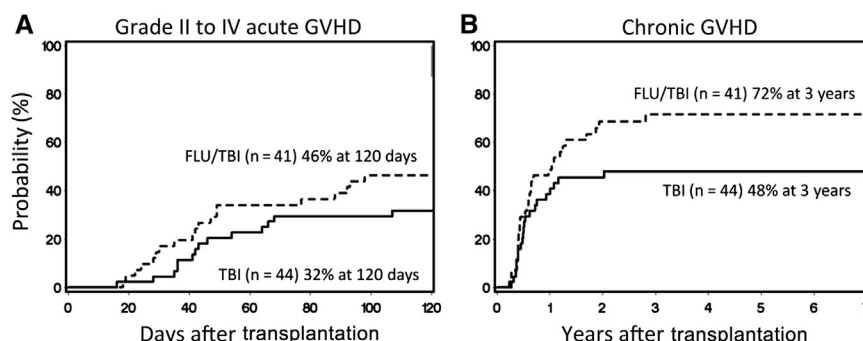 A
Grade II to IV acute GVHD
Probability (%)
100
80
60
40
20
0
FLU/TBI (n = 41) 46% at 120 days
TBI (n = 44) 32% at 120 days
0 20 40 60 80 100 120
Days after transplantation
B
Chronic GVHD
100
80
60
40
20
0
FLU/TBI (n = 41) 72% at 3 years
TBI (n = 44) 48% at 3 years
0 1 2 3 4 5 6
Years after transplantation